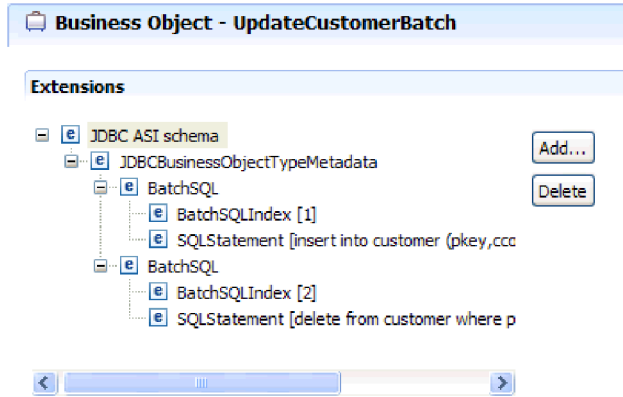 Business Object - UpdateCustomerBatch
Extensions
e JDBC ASI schema
Add...
e JDBCBusinessObjectTypeMetadata
e BatchSQL
Delete
e BatchSQLIndex [1]
e SQLStatement [insert into customer (pkey,ccc
e BatchSQL
e BatchSQLIndex [2]
e SQLStatement [delete from customer where p